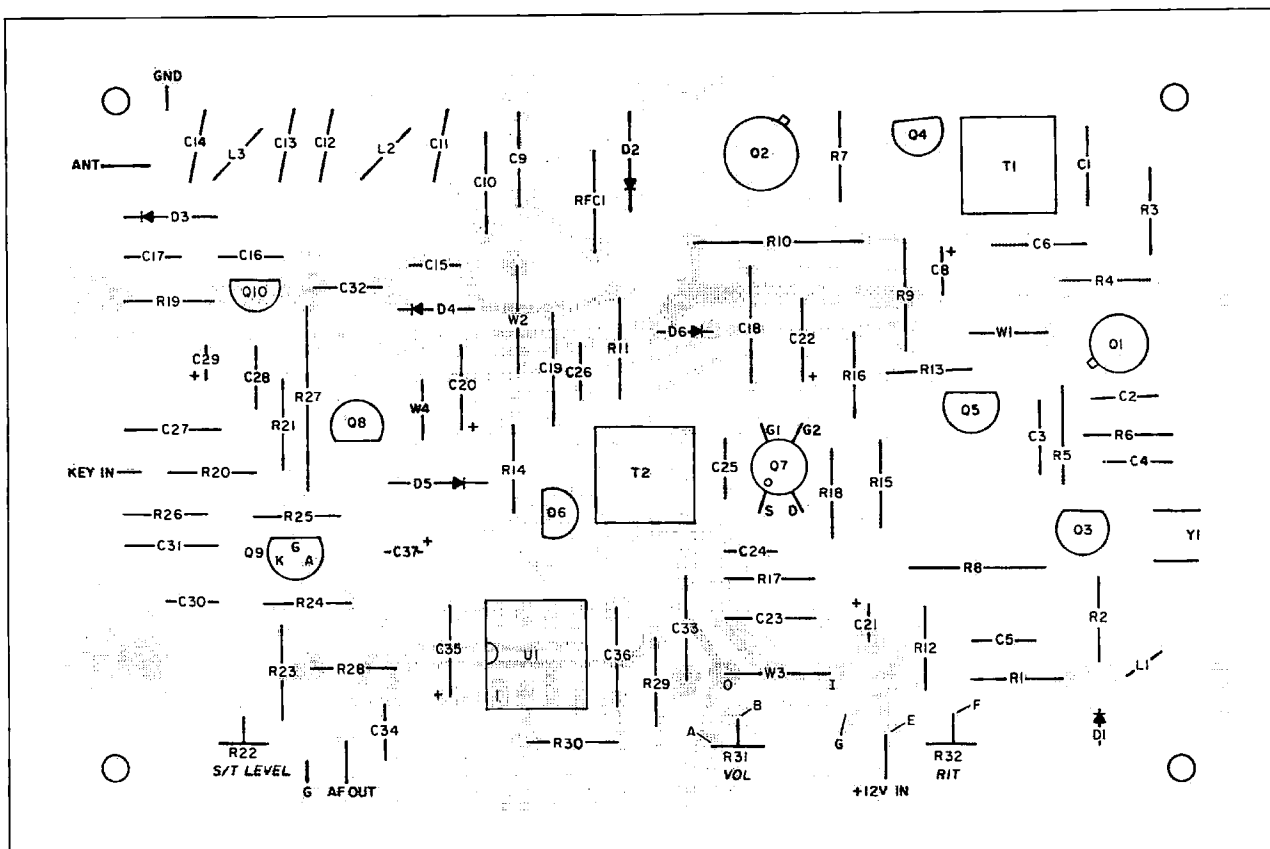 GND
ANT
C14
L3
C13
C12
L2
C11
C10
C9
RFC1
D2
Q2
R7
Q4
T1
C1
R3
D3
C17
C16
C15
R10
C6
C8
+
R4
R19
Q10
C32
D4
W2
R11
D6
C18
C22
+
R9
W1
Q1
C29
+
C28
R27
R21
Q8
W4
C20
+
C19
C26
R16
R13
Q5
C2
C27
R6
C3
R5
C4
KEY IN
R20
D5
R14
T2
C25
G1
G2
Q7
O
S
D
R18
R15
R26
R25
Q6
Q3
Y1
C31
Q9
G
K
A
C37
+
C24
R17
R8
C30
R24
C35
+
U1
I
C36
C33
C23
C21
+
R12
C5
R2
R23
R28
R29
O
W3
I
R1
L1
C34
R30
A
B
G
E
F
D1
R22
S/T LEVEL
R31
VOL
R32
RIT
G
AF OUT
+12V IN